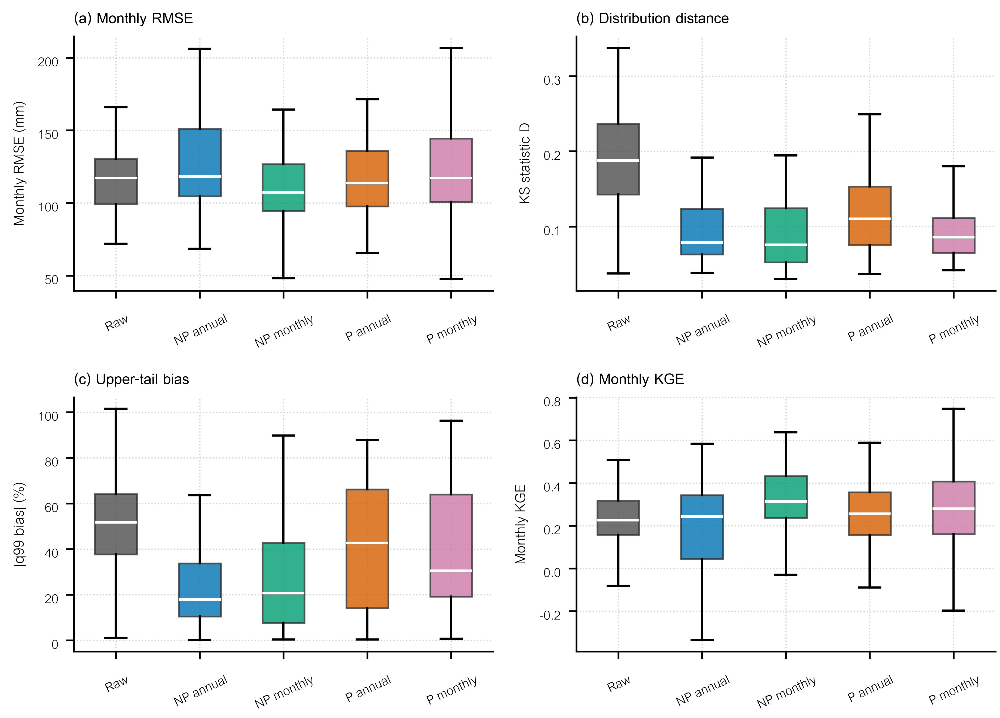 (a) Monthly RMSE
Monthly RMSE (mm)
200
150
100
50
Raw
NP annual
NP monthly
P annual
P monthly
(b) Distribution distance
KS statistic D
0.3
0.2
0.1
Raw
NP annual
NP monthly
P annual
P monthly
(c) Upper-tail bias
|q99 bias| (%)
100
80
60
40
20
0
Raw
NP annual
NP monthly
P annual
P monthly
(d) Monthly KGE
Monthly KGE
0.8
0.6
0.4
0.2
0.0
-0.2
Raw
NP annual
NP monthly
P annual
P monthly